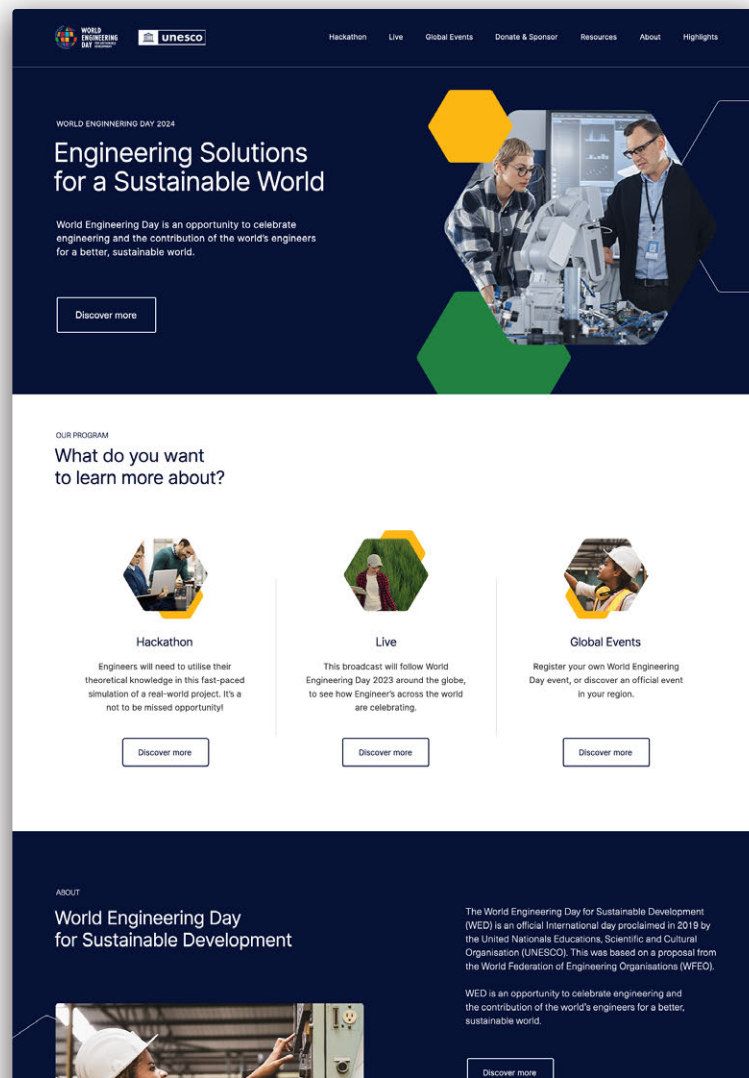 WORLD
ENGINEERING
DAY FOR SUSTAINABLE
DEVELOPMENT
unesco
Hackathon
Live
Global Events
Donate & Sponsor
Resources
About
Highlights
WORLD ENGINNERING DAY 2024
Engineering Solutions
for a Sustainable World
World Engineering Day is an opportunity to celebrate
engineering and the contribution of the world's engineers
for a better, sustainable world.
Discover more
OUR PROGRAM
What do you want
to learn more about?
Hackathon
Engineers will need to utilise their
theoretical knowledge in this fast-paced
simulation of a real-world project. It's a
not to be missed opportunity!
Discover more
Live
This broadcast will follow World
Engineering Day 2023 around the globe,
to see how Engineer's across the world
are celebrating.
Discover more
Global Events
Register your own World Engineering
Day event, or discover an official event
in your region.
Discover more
ABOUT
World Engineering Day
for Sustainable Development
The World Engineering Day for Sustainable Development
(WED) is an official International day proclaimed in 2019 by
the United Nationals Educations, Scientific and Cultural
Organisation (UNESCO). This was based on a proposal from
the World Federation of Engineering Organisations (WFEO).
WED is an opportunity to celebrate engineering and
the contribution of the world's engineers for a better,
sustainable world.
Discover more